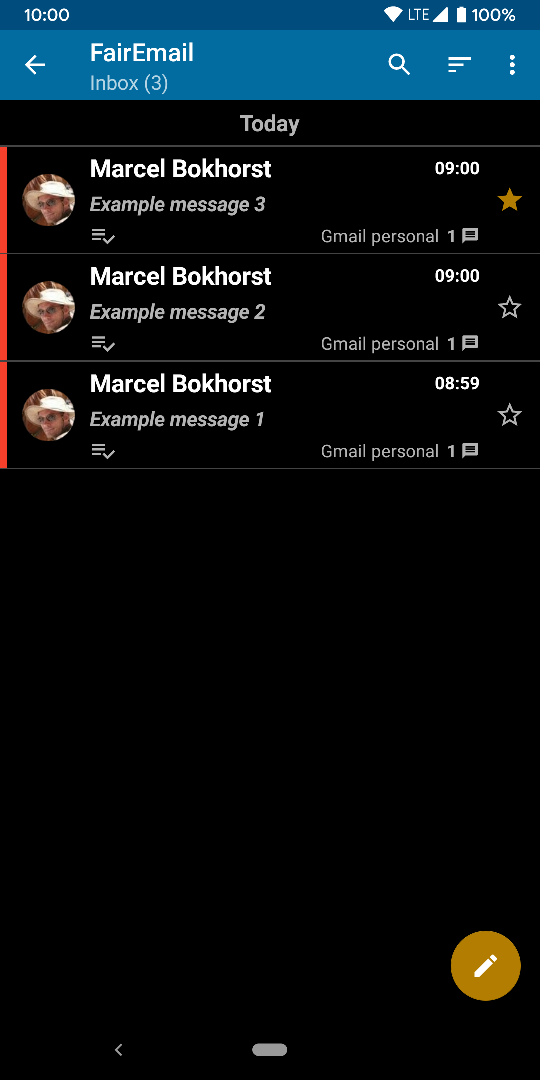 10:00 LTE 100%
FairEmail
Inbox (3)
Today
Marcel Bokhorst 09:00
Example message 3
Gmail personal 1
Marcel Bokhorst 09:00
Example message 2
Gmail personal 1
Marcel Bokhorst 08:59
Example message 1
Gmail personal 1